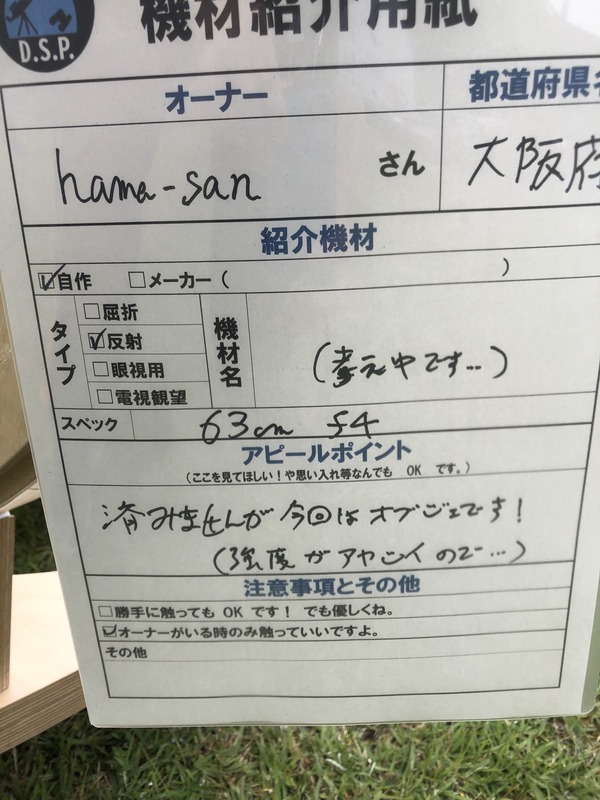 機材紹介用紙
D.S.P.
オーナー
都道府県名
hama-san さん
大阪府
紹介機材
☑自作 □メーカー( )
タイプ
□屈折
☑反射
□眼視用
□電視観望
機材名
(考え中です…)
スペック
63cm F4
アピールポイント
(ここを見てほしい!や思い入れ等なんでも OK です。)
済みませんが今回はオブジェです!
(強度がアヤシイので…)
注意事項とその他
□勝手に触っても OK です! でも優しくね。
☑オーナーがいる時のみ触っていいですよ。
その他